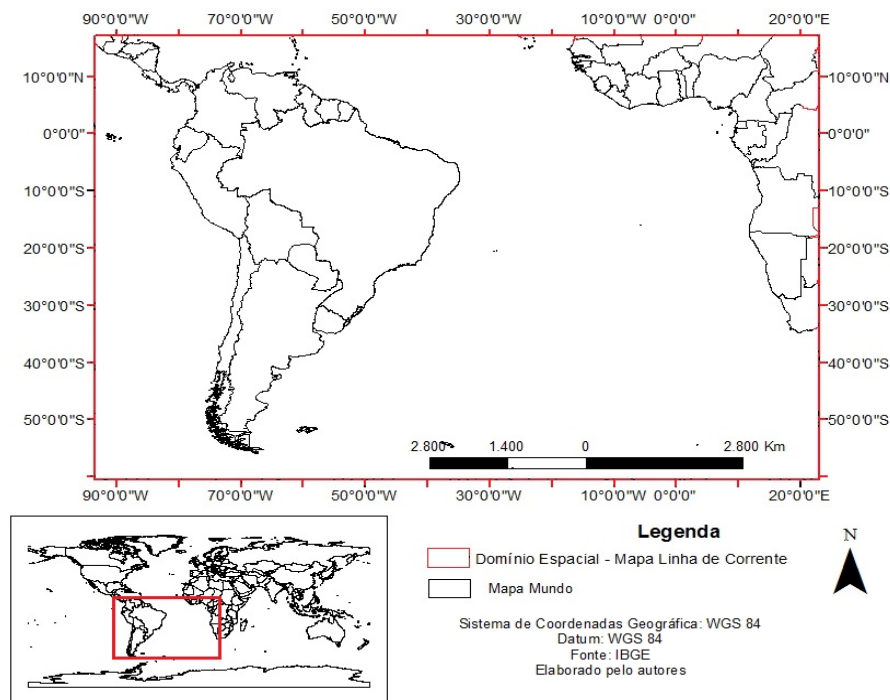 90°0'0"W 70°0'0"W 50°0'0"W 30°0'0"W 10°0'0"W 0°0'0" 20°0'0"E
10°0'0"N 10°0'0"N
0°0'0" 0°0'0"
10°0'0"S 10°0'0"S
20°0'0"S 20°0'0"S
30°0'0"S 30°0'0"S
40°0'0"S 40°0'0"S
50°0'0"S 50°0'0"S
2.800 1.400 0 2.800 Km
90°0'0"W 70°0'0"W 50°0'0"W 30°0'0"W 10°0'0"W 0°0'0" 20°0'0"E
Legenda
Domínio Espacial - Mapa Linha de Corrente
Mapa Mundo
N
Sistema de Coordenadas Geográfica: WGS 84
Datum: WGS 84
Fonte: IBGE
Elaborado pelo autores